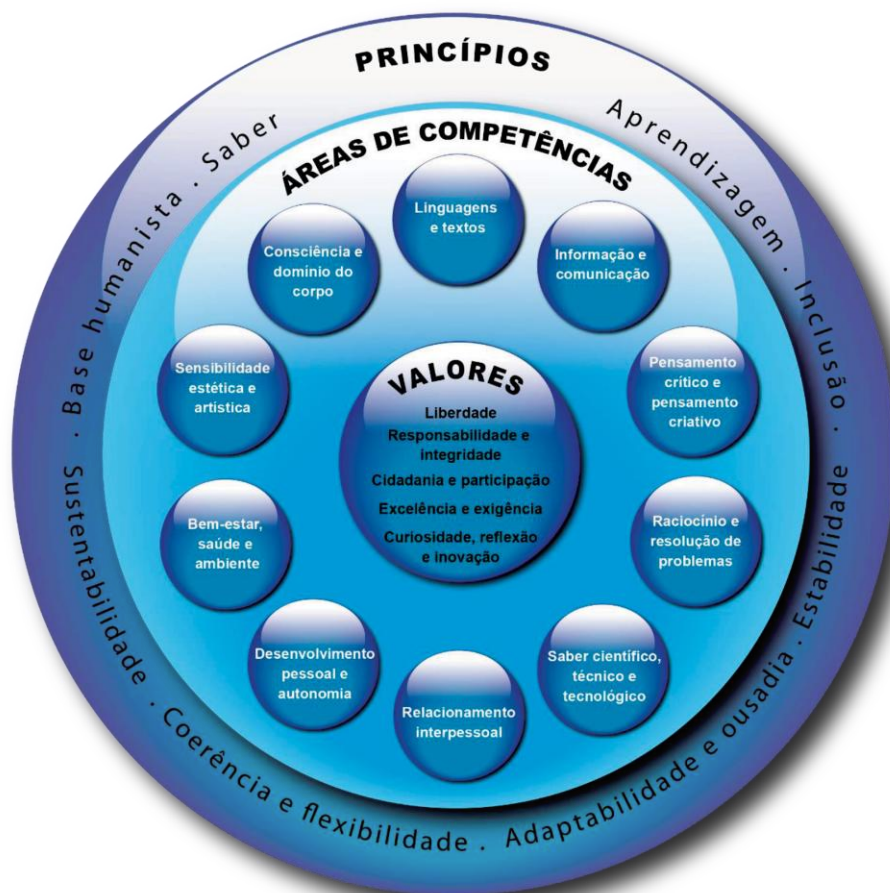 PRINCÍPIOS
Base humanista . Saber
Aprendizagem . Inclusão .
Estabilidade
. Adaptabilidade e ousadia .
Coerência e flexibilidade
Sustentabilidade .
.
ÁREAS DE COMPETÊNCIAS
Linguagens
e textos
Informação e
comunicação
Pensamento
crítico e
pensamento
criativo
Raciocínio e
resolução de
problemas
Saber científico,
técnico e
tecnológico
Relacionamento
interpessoal
Desenvolvimento
pessoal e
autonomia
Bem-estar,
saúde e
ambiente
Sensibilidade
estética e
artística
Consciência e
domínio do
corpo
VALORES
Liberdade
Responsabilidade e
integridade
Cidadania e participação
Excelência e exigência
Curiosidade, reflexão
e inovação